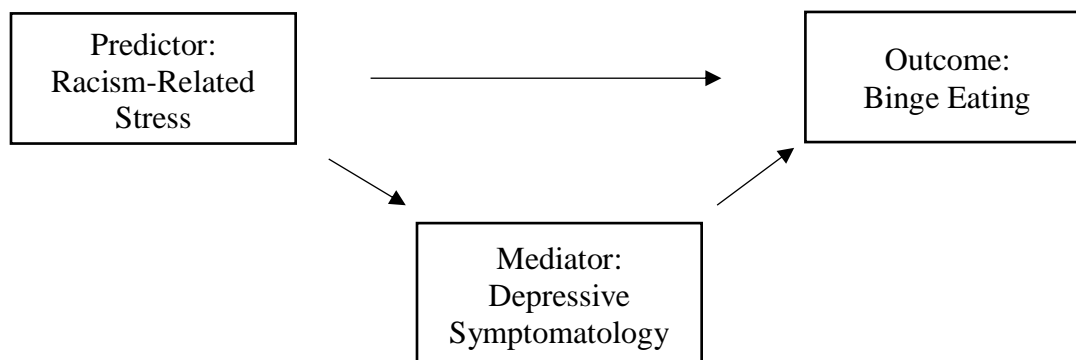 Predictor:
Racism-Related
Stress
Outcome:
Binge Eating
Mediator:
Depressive
Symptomatology